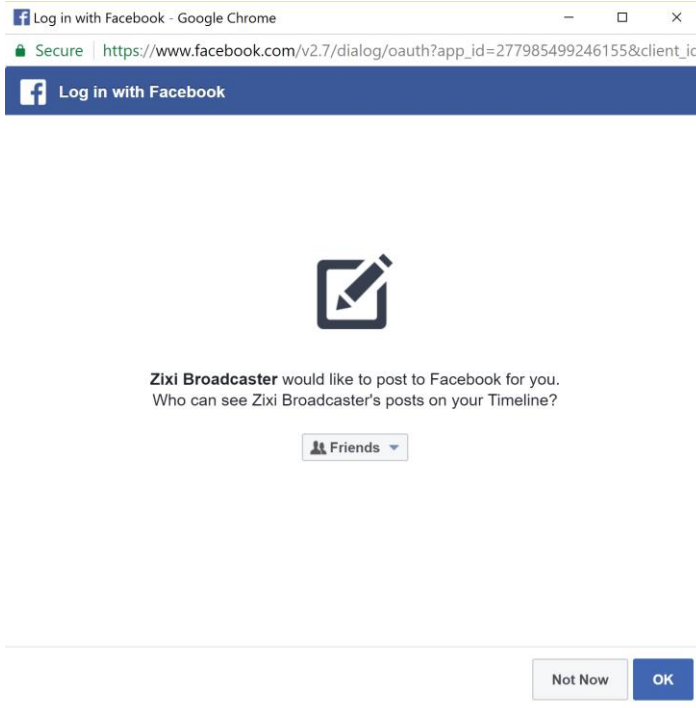 Log in with Facebook - Google Chrome
Secure https://www.facebook.com/v2.7/dialog/oauth?app_id=277985499246155&client_id
Log in with Facebook
Zixi Broadcaster would like to post to Facebook for you.
Who can see Zixi Broadcaster's posts on your Timeline?
Friends
Not Now OK